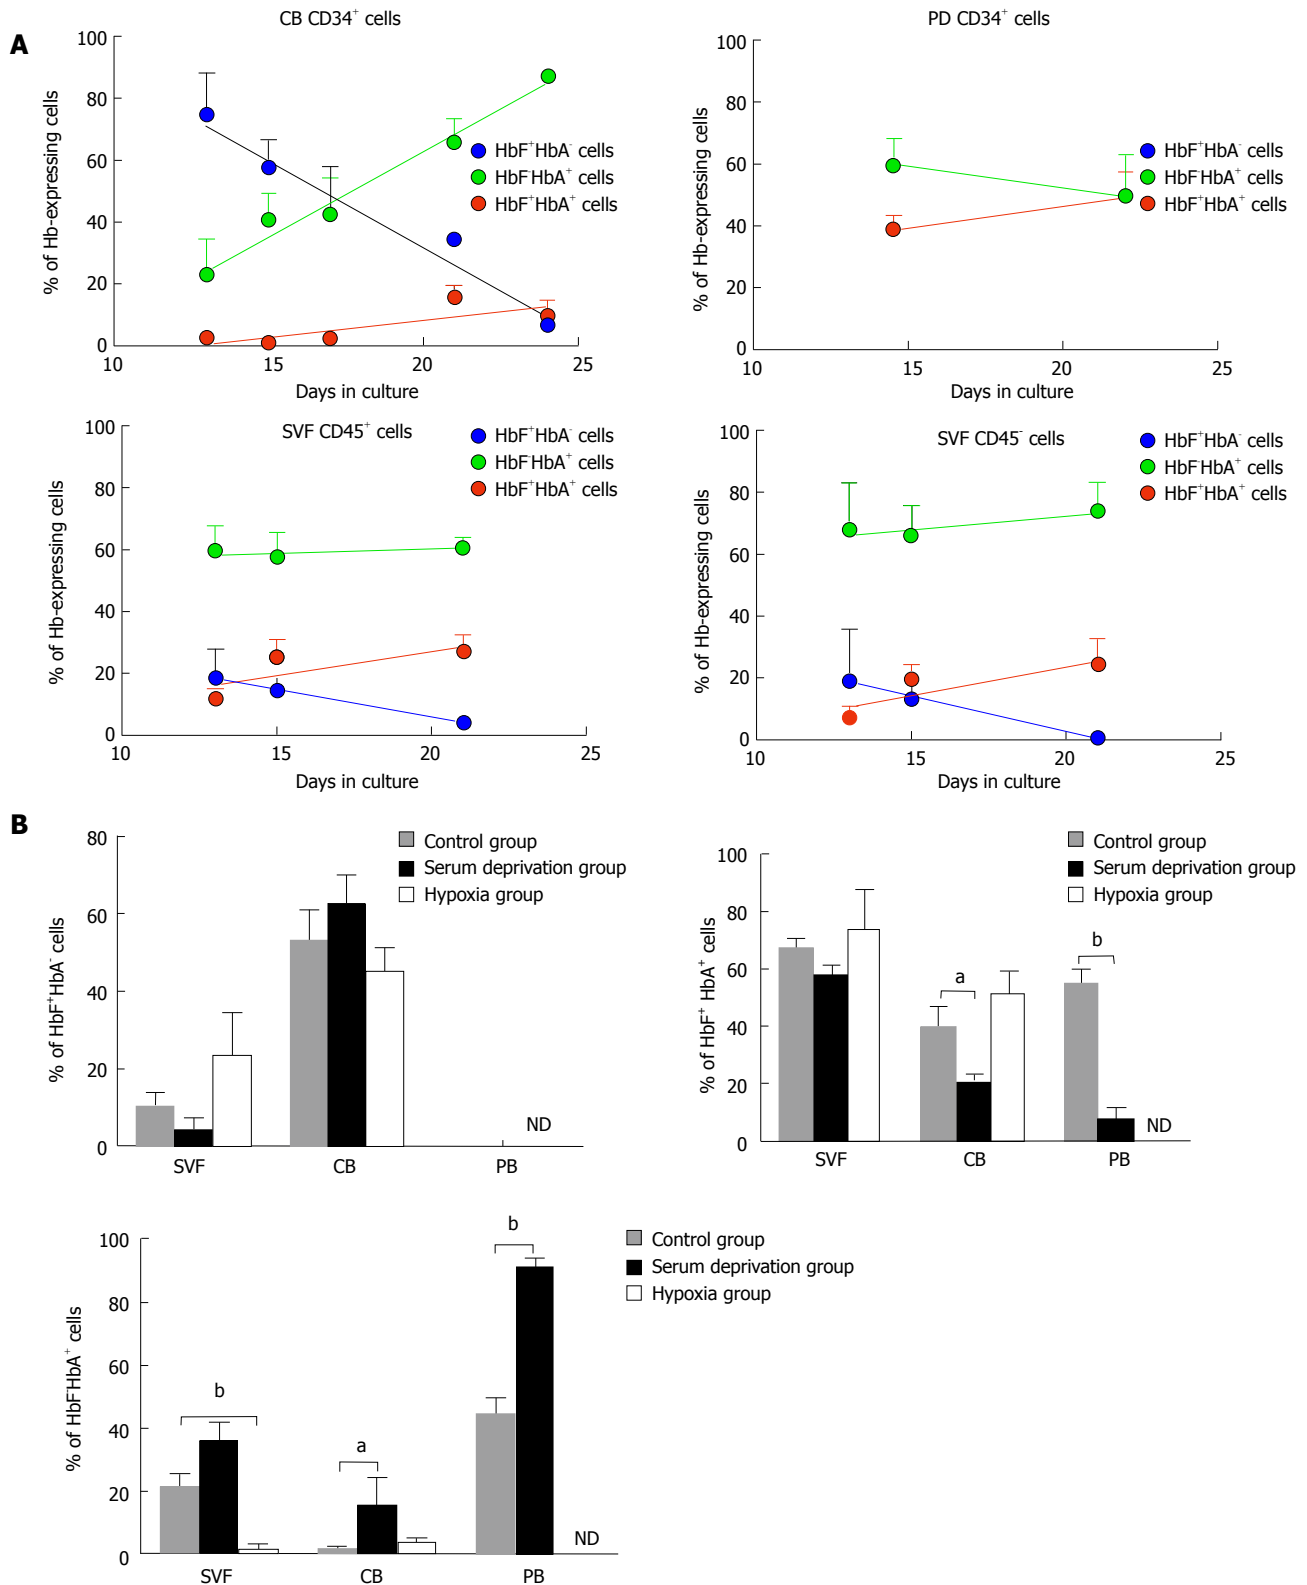 A
CB CD34+ cells
100
80
60
40
20
0
% of Hb-expressing cells
10 15 20 25
Days in culture
HbF+HbA- cells
HbF-HbA+ cells
HbF+HbA+ cells
PD CD34+ cells
100
80
60
40
20
0
% of Hb-expressing cells
10 15 20 25
Days in culture
HbF+HbA- cells
HbF-HbA+ cells
HbF+HbA+ cells
SVF CD45+ cells
100
80
60
40
20
0
% of Hb-expressing cells
10 15 20 25
Days in culture
HbF+HbA- cells
HbF-HbA+ cells
HbF+HbA+ cells
SVF CD45- cells
100
80
60
40
20
0
% of Hb-expressing cells
10 15 20 25
Days in culture
HbF+HbA- cells
HbF-HbA+ cells
HbF+HbA+ cells
B
80
60
40
20
0
% of HbF+HbA- cells
Control group
Serum deprivation group
Hypoxia group
ND
SVF CB PB
100
80
60
40
20
0
% of HbF+ HbA+ cells
Control group
Serum deprivation group
Hypoxia group
a
b
ND
SVF CB PB
100
80
60
40
20
0
% of HbF-HbA+ cells
Control group
Serum deprivation group
Hypoxia group
b
a
b
ND
SVF CB PB